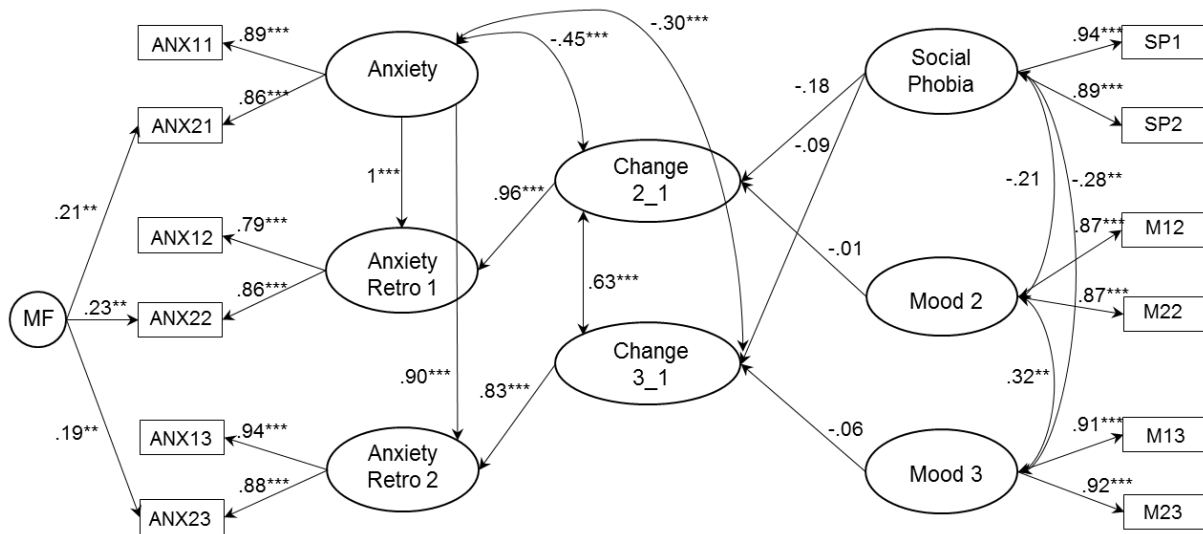 ANX11
.89***
Anxiety
-.30***
-.45***
Social
Phobia
.94***
SP1
ANX21
.86***
.89***
SP2
-.18
-.09
Change
2_1
1***
.96***
-.21
-.28**
.21**
ANX12
.79***
Anxiety
Retro 1
.87***
M12
-.01
MF
.23**
ANX22
.86***
.63***
Mood 2
.87***
M22
Change
3_1
.90***
.83***
.32**
.19**
ANX13
.94***
Anxiety
Retro 2
-.06
.91***
M13
Mood 3
ANX23
.88***
.92***
M23